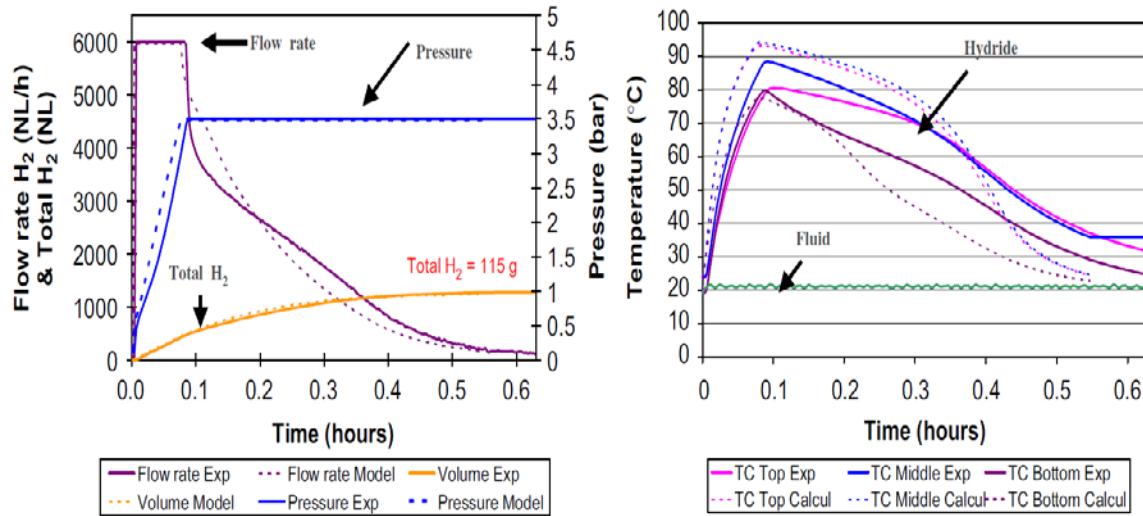 Flow rate H2 (NL/h)
& Total H2 (NL)
6000
5000
4000
3000
2000
1000
0
Flow rate
Pressure
Total H2
Total H2 = 115 g
5
4.5
4
3.5
3
2.5
2
1.5
1
0.5
0
Pressure (bar)
0.0 0.1 0.2 0.3 0.4 0.5 0.6
Time (hours)
Flow rate Exp Flow rate Model Volume Exp
Volume Model Pressure Exp Pressure Model
Temperature (°C)
100
90
80
70
60
50
40
30
20
10
0
Hydride
Fluid
0 0.1 0.2 0.3 0.4 0.5 0.6
Time (hours)
TC Top Exp TC Middle Exp TC Bottom Exp
TC Top Calcul TC Middle Calcul TC Bottom Calcul